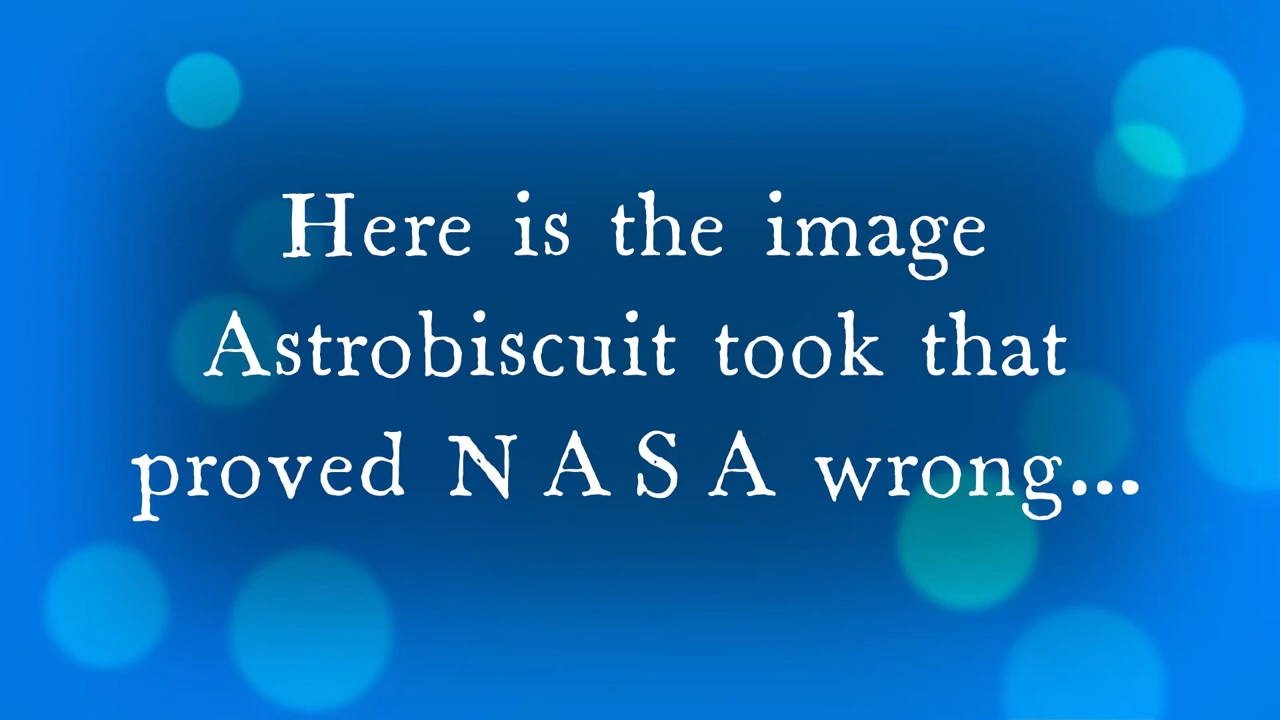 Here is the image
Astrobiscuit took that
proved N A S A wrong...